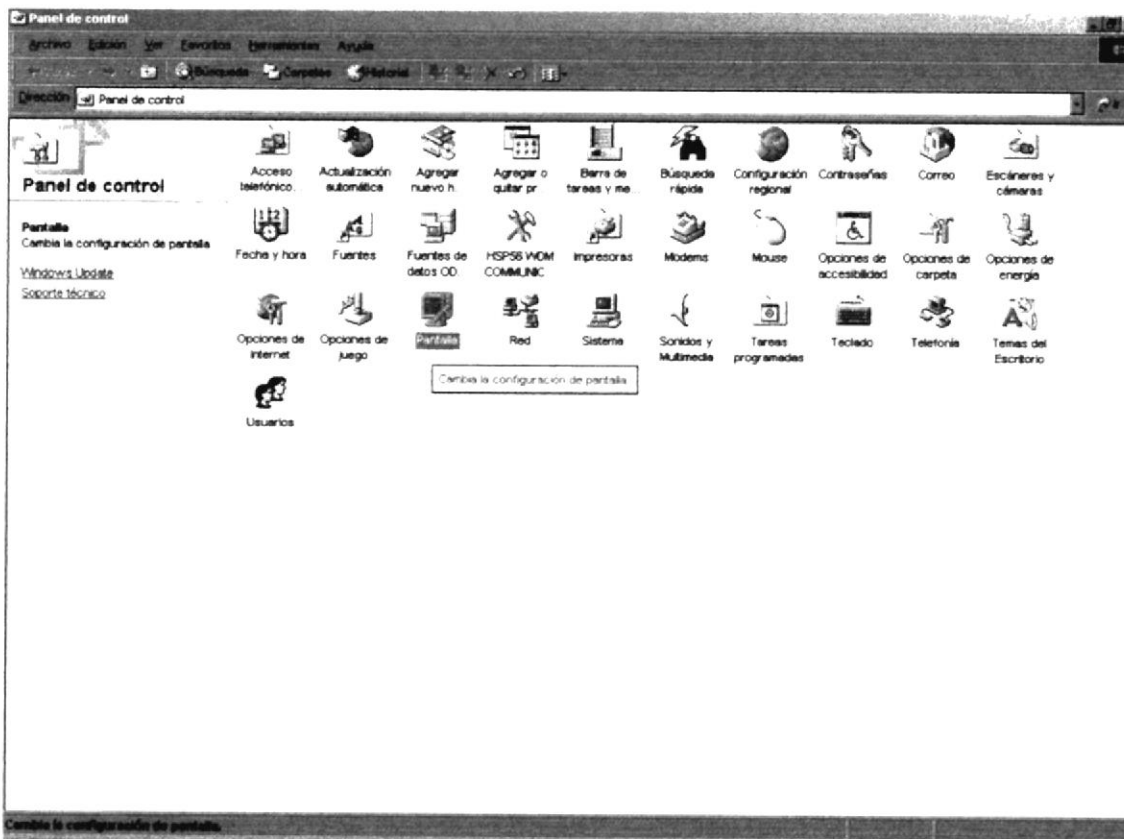 Panel de control
Archivo Edición Ver Favoritos Herramientas Ayuda
Búsqueda Carpetas Historial
Dirección Panel de control
Panel de control
Pantalla
Cambia la configuración de pantalla
Windows Update
Soporte técnico
Acceso telefónico...
Actualización automática
Agregar nuevo h...
Agregar o quitar pr...
Barra de tareas y me...
Búsqueda rápida
Configuración regional
Contraseñas
Correo
Escáneres y cámaras
Fecha y hora
Fuentes
Fuentes de datos OD...
HSP56 WDM COMMUNIC...
Impresoras
Modems
Mouse
Opciones de accesibilidad
Opciones de carpeta
Opciones de energía
Opciones de Internet
Opciones de juego
Pantalla
Red
Sistema
Sonidos y Multimedia
Tareas programadas
Teclado
Telefonía
Temas del Escritorio
Cambia la configuración de pantalla
Usuarios
Cambia la configuración de pantalla.